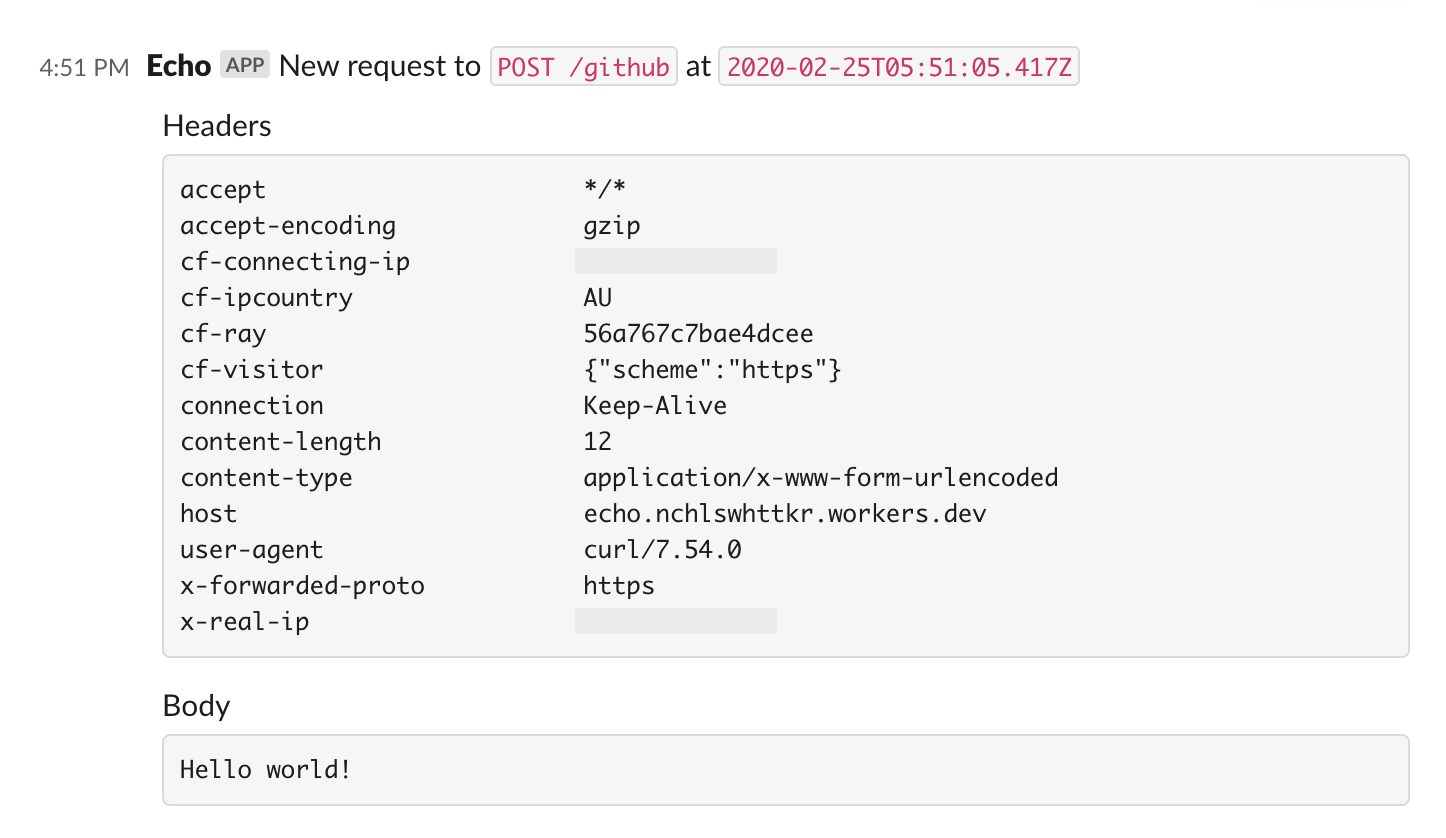 4:51 PM Echo APP New request to POST /github at 2020-02-25T05:51:05.417Z
Headers
accept */*
accept-encoding gzip
cf-connecting-ip
cf-ipcountry AU
cf-ray 56a767c7bae4dcee
cf-visitor {"scheme":"https"}
connection Keep-Alive
content-length 12
content-type application/x-www-form-urlencoded
host echo.nchlswhttkr.workers.dev
user-agent curl/7.54.0
x-forwarded-proto https
x-real-ip
Body
Hello world!